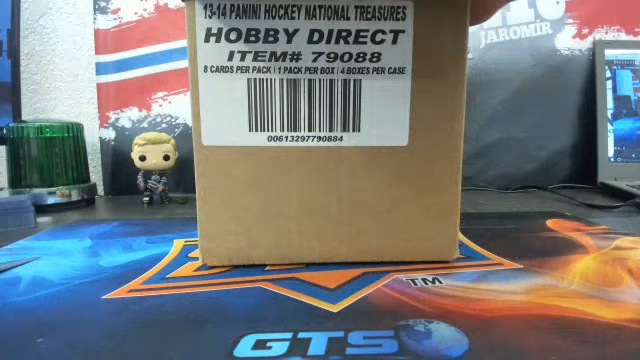 13-14 PANINI HOCKEY NATIONAL TREASURES
HOBBY DIRECT
ITEM# 79088
8 CARDS PER PACK | 1 PACK PER BOX | 4 BOXES PER CASE
00613297790884
JAROMÍR
TM
GTS